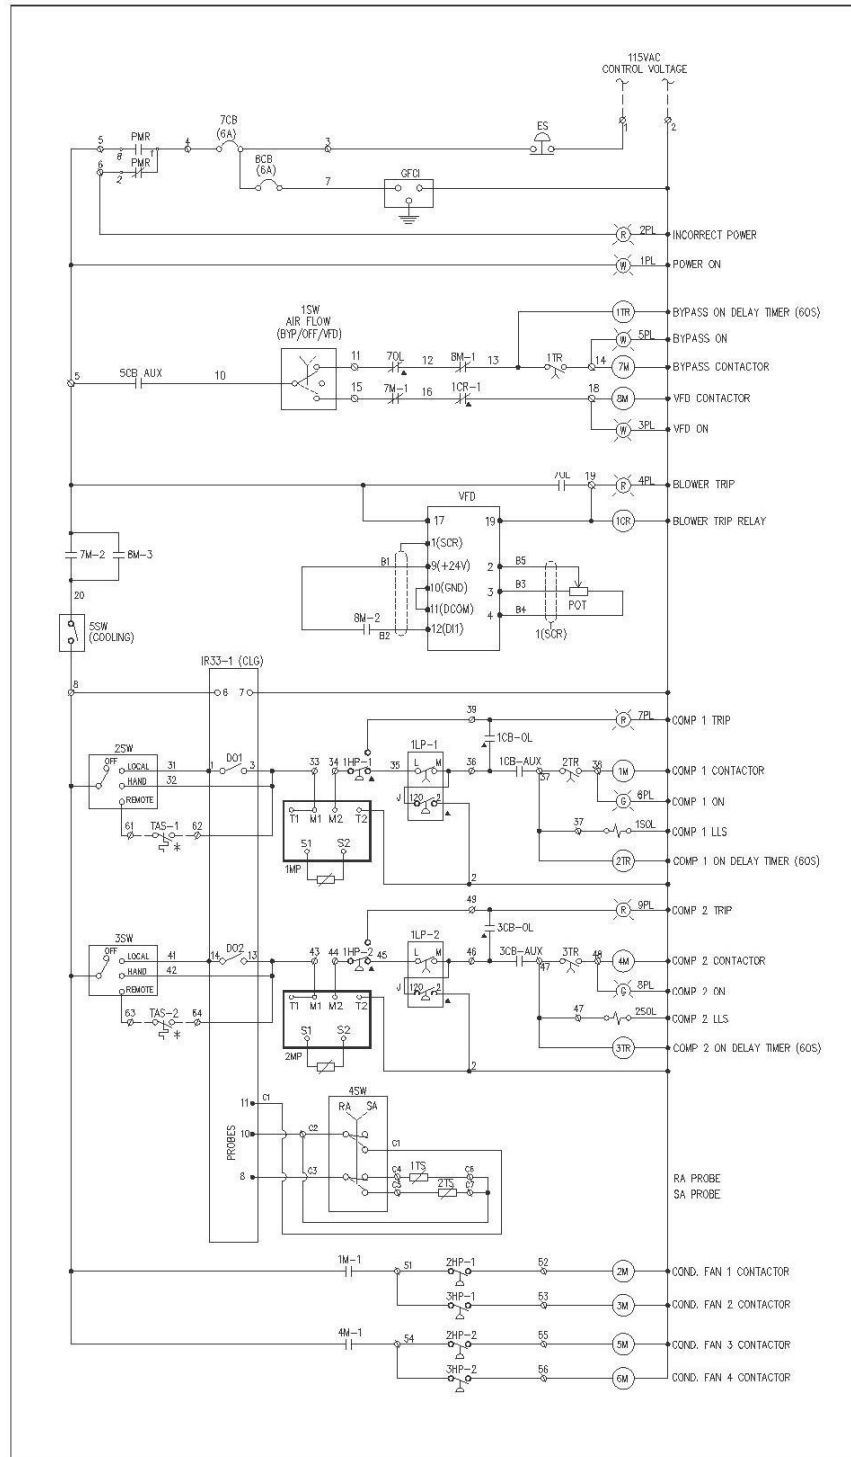 115VAC
CONTROL VOLTAGE
1
2
7CB
(6A)
5
PMR
8
1
4
3
ES
6
PMR
2
8CB
(6A)
7
GFCI
R
2PL
INCORRECT POWER
W
1PL
POWER ON
1SW
AIR FLOW
(BYP/OFF/VFD)
1TR
BYPASS ON DELAY TIMER (60S)
W
5PL
BYPASS ON
11
7OL
12
8M-1
13
1TR
14
7M
BYPASS CONTACTOR
5
5CB AUX
10
15
7M-1
16
1CR-1
18
8M
VFD CONTACTOR
W
3PL
VFD ON
7OL
19
R
4PL
BLOWER TRIP
VFD
17
19
1CR
BLOWER TRIP RELAY
1(SCR)
B1
9(+24V)
2
B5
10(GND)
3
B3
POT
11(DCOM)
4
B4
8M-2
B2
12(DI1)
1(SCR)
7M-2
8M-3
20
5SW
(COOLING)
IR33-1 (CLG)
8
6
7
39
R
7PL
COMP 1 TRIP
1CB-OL
2SW
OFF
LOCAL
31
1
DO1
3
33
34
1HP-1
35
1LP-1
L
M
36
1CB-AUX
37
2TR
38
1M
COMP 1 CONTACTOR
HAND
32
J
120
2
G
6PL
COMP 1 ON
REMOTE
T1
M1
M2
T2
37
1SOL
COMP 1 LLS
61
TAS-1
*
62
S1
S2
2TR
COMP 1 ON DELAY TIMER (60S)
1MP
2
49
R
9PL
COMP 2 TRIP
3CB-OL
3SW
OFF
LOCAL
41
14
DO2
13
43
44
1HP-2
45
1LP-2
L
M
46
3CB-AUX
47
3TR
48
4M
COMP 2 CONTACTOR
HAND
42
J
120
2
G
8PL
COMP 2 ON
REMOTE
T1
M1
M2
T2
47
2SOL
COMP 2 LLS
63
TAS-2
*
64
S1
S2
3TR
COMP 2 ON DELAY TIMER (60S)
2MP
2
4SW
11
C1
RA
SA
PROBES
10
C2
C1
8
C3
C4
1TS
C6
RA PROBE
C5
2TS
C7
SA PROBE
1M-1
51
2HP-1
52
2M
COND. FAN 1 CONTACTOR
3HP-1
53
3M
COND. FAN 2 CONTACTOR
4M-1
54
2HP-2
55
5M
COND. FAN 3 CONTACTOR
3HP-2
56
6M
COND. FAN 4 CONTACTOR